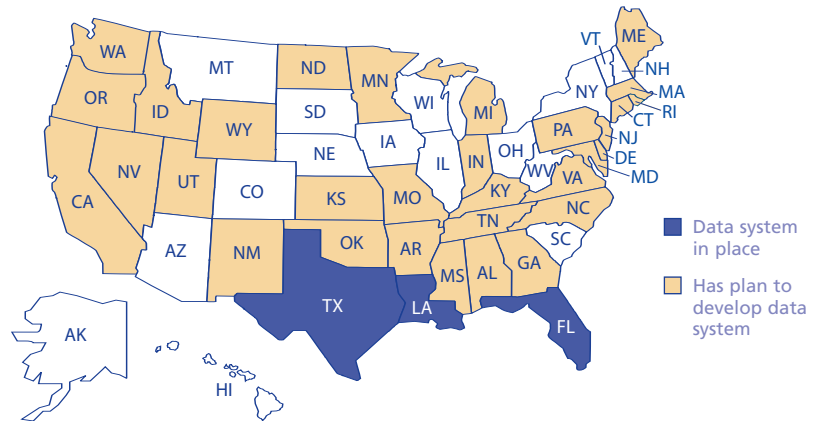 WA
MT
ND
MN
ME
VT
NH
MA
RI
CT
NY
OR
ID
WY
SD
WI
MI
PA
NJ
DE
MD
NE
IA
IL
IN
OH
WV
VA
NV
UT
CO
KS
MO
KY
NC
CA
TN
AZ
NM
OK
AR
SC
MS
AL
GA
TX
LA
FL
AK
HI
Data system
in place
Has plan to
develop data
system